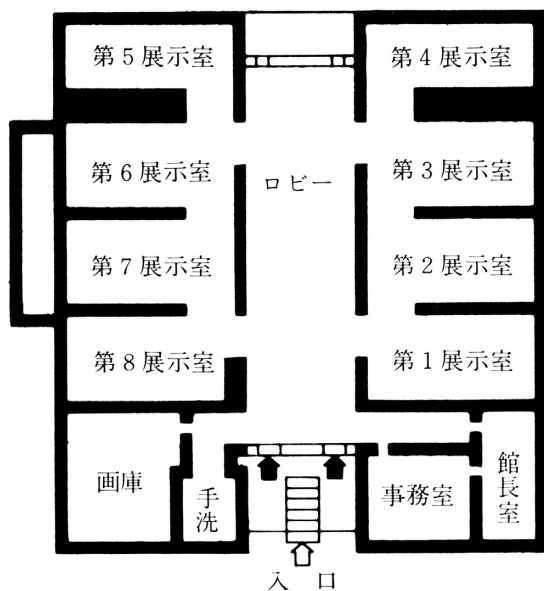 第5展示室
第4展示室
第6展示室
ロビー
第3展示室
第7展示室
第2展示室
第8展示室
第1展示室
画庫
手洗
事務室
館長室
入口